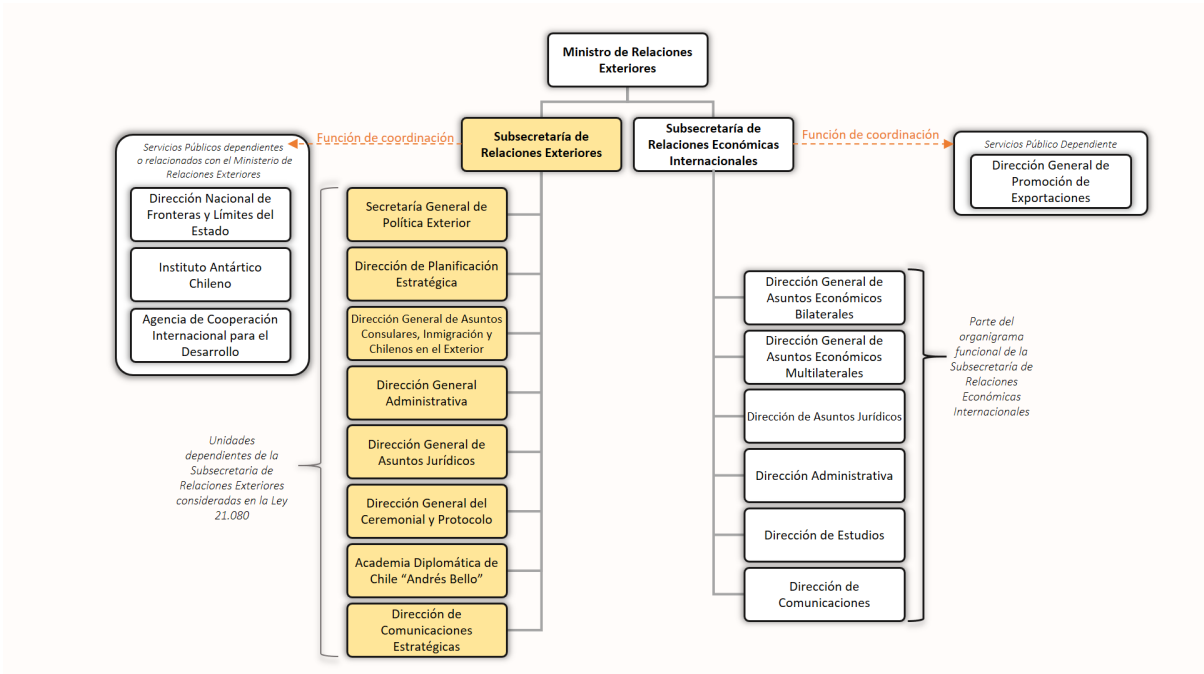 Ministro de Relaciones
Exteriores
Función de coordinación
Subsecretaría de
Relaciones Exteriores
Subsecretaría de
Relaciones Económicas
Internacionales
Función de coordinación
Servicios Públicos dependientes
o relacionados con el Ministerio de
Relaciones Exteriores
Dirección Nacional de
Fronteras y Límites del
Estado
Instituto Antártico
Chileno
Agencia de Cooperación
Internacional para el
Desarrollo
Servicios Público Dependiente
Dirección General de
Promoción de
Exportaciones
Secretaría General de
Política Exterior
Dirección de Planificación
Estratégica
Dirección General de Asuntos
Consulares, Inmigración y
Chilenos en el Exterior
Dirección General
Administrativa
Dirección General de
Asuntos Jurídicos
Dirección General del
Ceremonial y Protocolo
Academia Diplomática de
Chile “Andrés Bello”
Dirección de
Comunicaciones
Estratégicas
Unidades
dependientes de la
Subsecretaria de
Relaciones Exteriores
consideradas en la Ley
21.080
Dirección General de
Asuntos Económicos
Bilaterales
Dirección General de
Asuntos Económicos
Multilaterales
Dirección de Asuntos Jurídicos
Dirección Administrativa
Dirección de Estudios
Dirección de
Comunicaciones
Parte del
organigrama
funcional de la
Subsecretaría de
Relaciones
Económicas
Internacionales